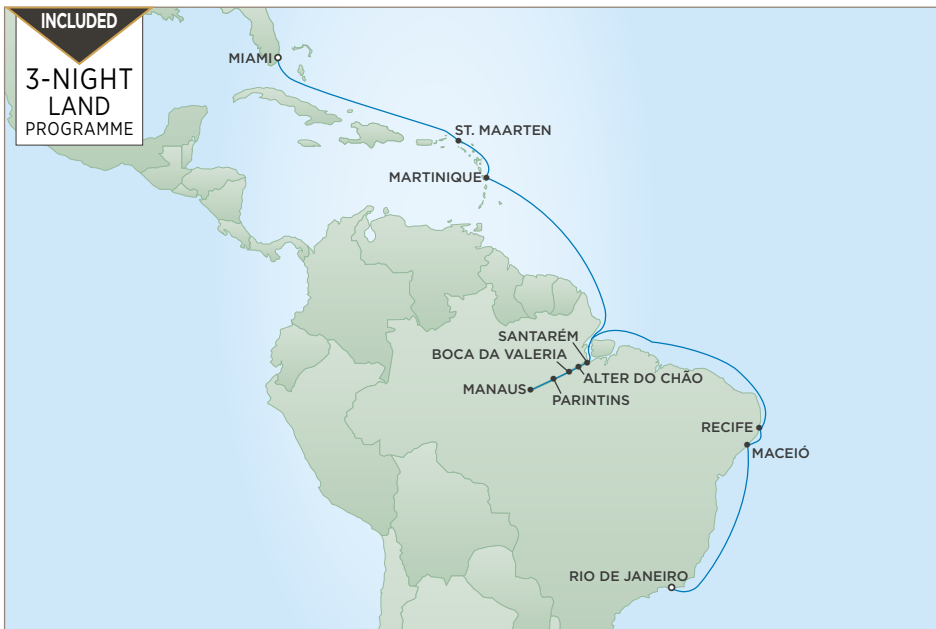 INCLUDED
3-NIGHT
LAND
PROGRAMME
MIAMI
ST. MAARTEN
MARTINIQUE
SANTARÉM
BOCA DA VALERIA
ALTER DO CHÃO
MANAUS
PARINTINS
RECIFE
MACEIÓ
RIO DE JANEIRO